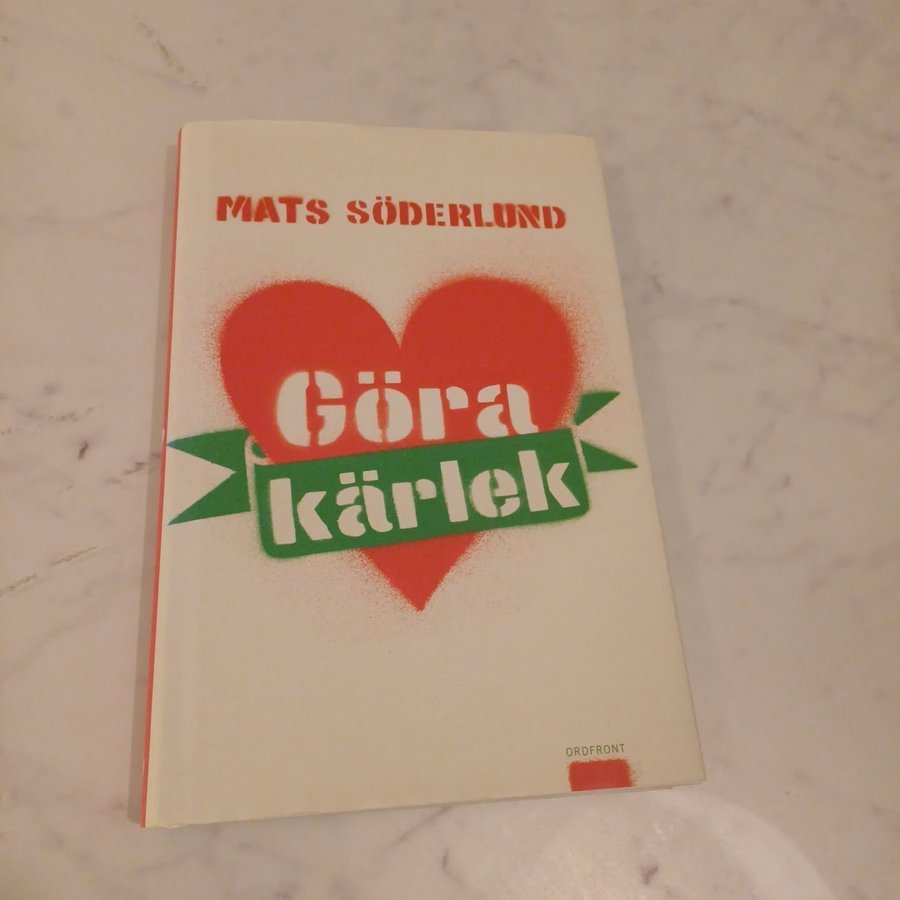 MATS SÖDERLUND
Göra
kärlek
ORDFRONT